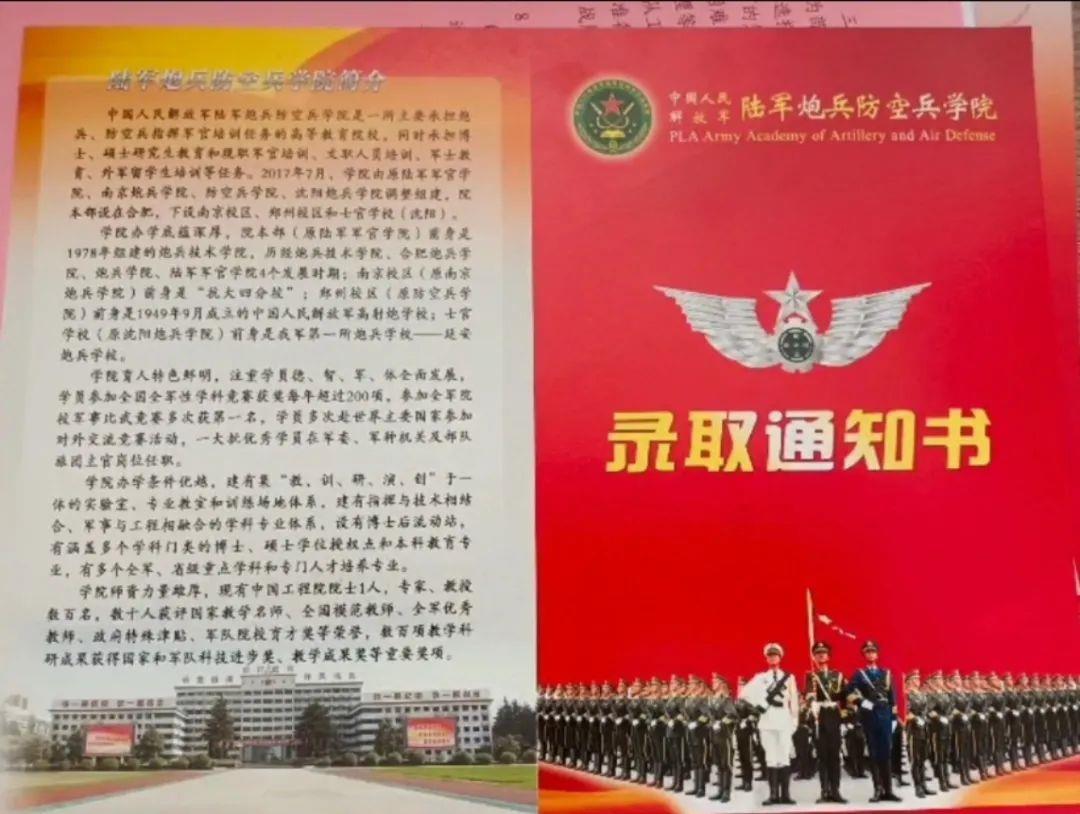 陆军炮兵防空兵学院简介
中国人民解放军陆军炮兵防空兵学院是一所主要承担炮
兵、防空兵指挥军官培训任务的高等教育院校，同时承担博
士、硕士研究生教育和现职军官培训、文职人员培训、军士教
育、外军留学生培训等任务。2017年7月，学院由原陆军军官学
院、南京炮兵学院、防空兵学院、沈阳炮兵学院调整组建，院
本部设在合肥，下设南京校区、郑州校区和士官学校（沈阳）。
学院办学底蕴深厚，院本部（原陆军军官学院）前身是
1978年组建的炮兵技术学院，历经炮兵技术学院、合肥炮兵学
院、炮兵学院、陆军军官学院4个发展时期；南京校区（原南京
炮兵学院）前身是“抗大四分校”；郑州校区（原防空兵学
院）前身是1949年9月成立的中国人民解放军高射炮学校；士官
学校（原沈阳炮兵学院）前身是我军第一所炮兵学校——延安
炮兵学校。
学院育人特色鲜明，注重学员德、智、军、体全面发展，
学员参加全国全军性学科竞赛获奖每年超过200项，参加全军院
校军事比武竞赛多次获第一名，学员多次赴世界主要国家参加
对外交流竞赛活动，一大批优秀学员在军委、军种机关及部队
旅团主官岗位任职。
学院办学条件优越，建有集“教、训、研、演、创”于一
体的实验室、专业教室和训练场地体系，建有指挥与技术相结
合、军事与工程相融合的学科专业体系，设有博士后流动站，
有涵盖多个学科门类的博士、硕士学位授权点和本科教育专
业，有多个全军、省级重点学科和专门人才培养专业。
学院师资力量雄厚，现有中国工程院院士1人，专家、教授
数百名，数十人获评国家教学名师、全国模范教师、全军优秀
教师、政府特殊津贴、军队院校育才奖等荣誉，数百项教学科
研成果获得国家和军队科技进步奖、教学成果奖等重要奖项。
中国人民
解放军
陆军炮兵防空兵学院
PLA Army Academy of Artillery and Air Defense
录取通知书